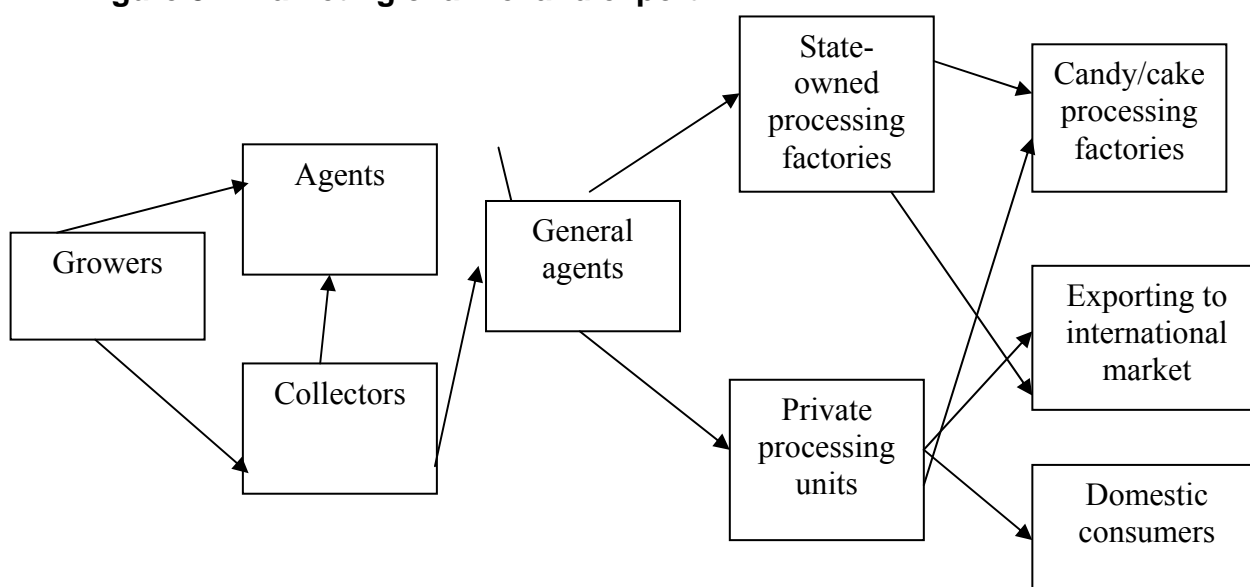 Growers
Agents
Collectors
General
agents
State-
owned
processing
factories
Private
processing
units
Candy/cake
processing
factories
Exporting to
international
market
Domestic
consumers